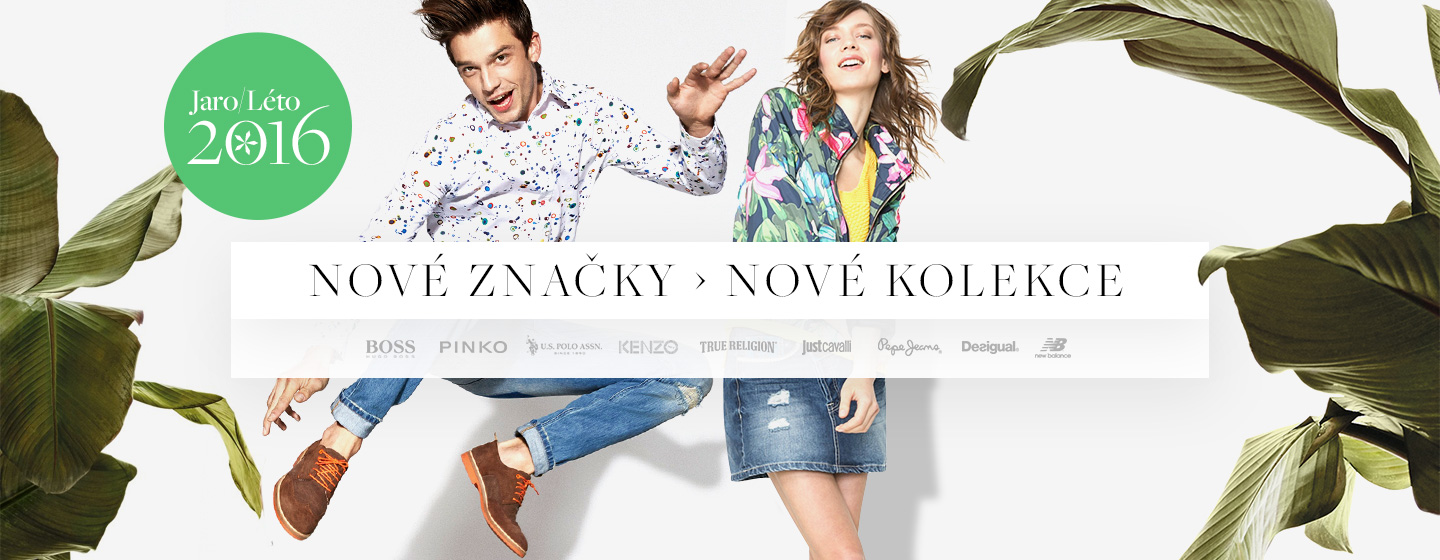 Jaro/Léto
2016
NOVÉ ZNAČKY › NOVÉ KOLEKCE
BOSS PINKO U.S. POLO ASSN. KENZO TRUE RELIGION Just cavalli Pepe Jeans Desigual. new balance
HUGO BOSS SINCE 1890